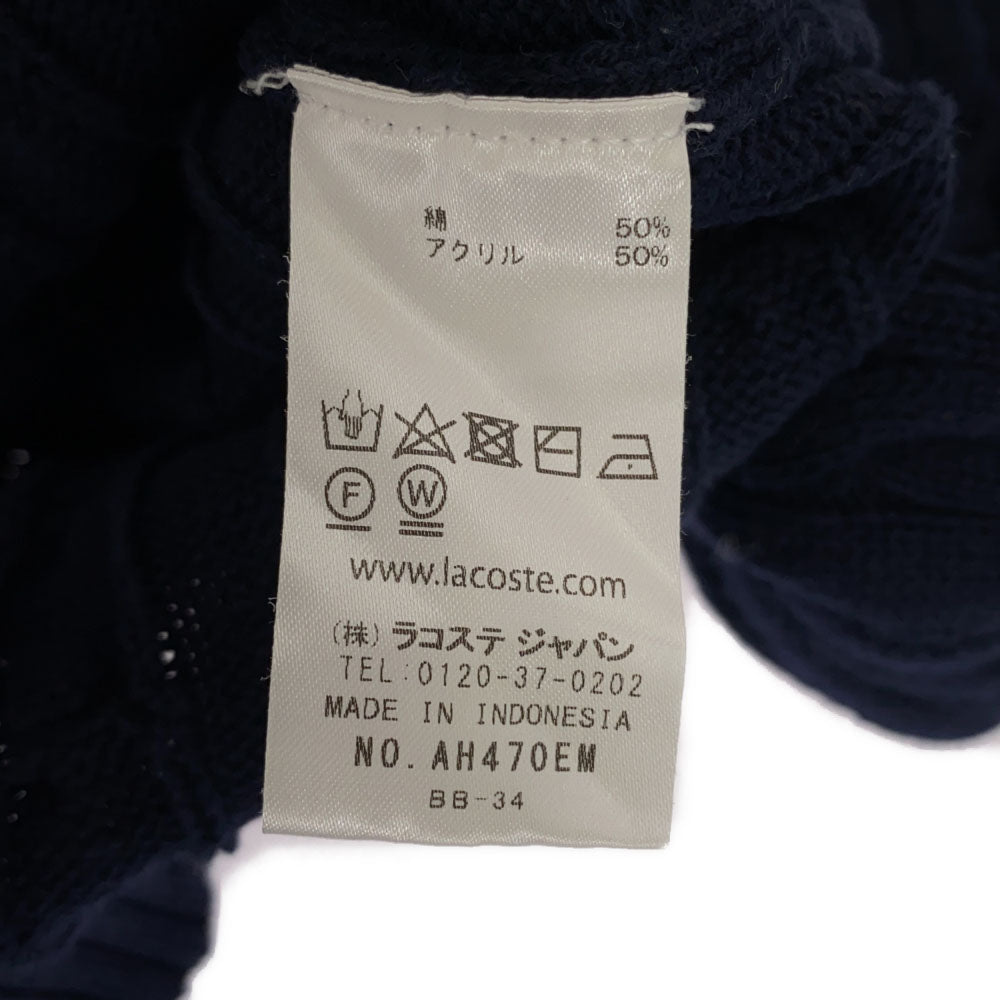 綿 50%
アクリル 50%
F W
www.lacoste.com
(株) ラコステ ジャパン
TEL:0120-37-0202
MADE IN INDONESIA
NO. AH470EM
BB-34